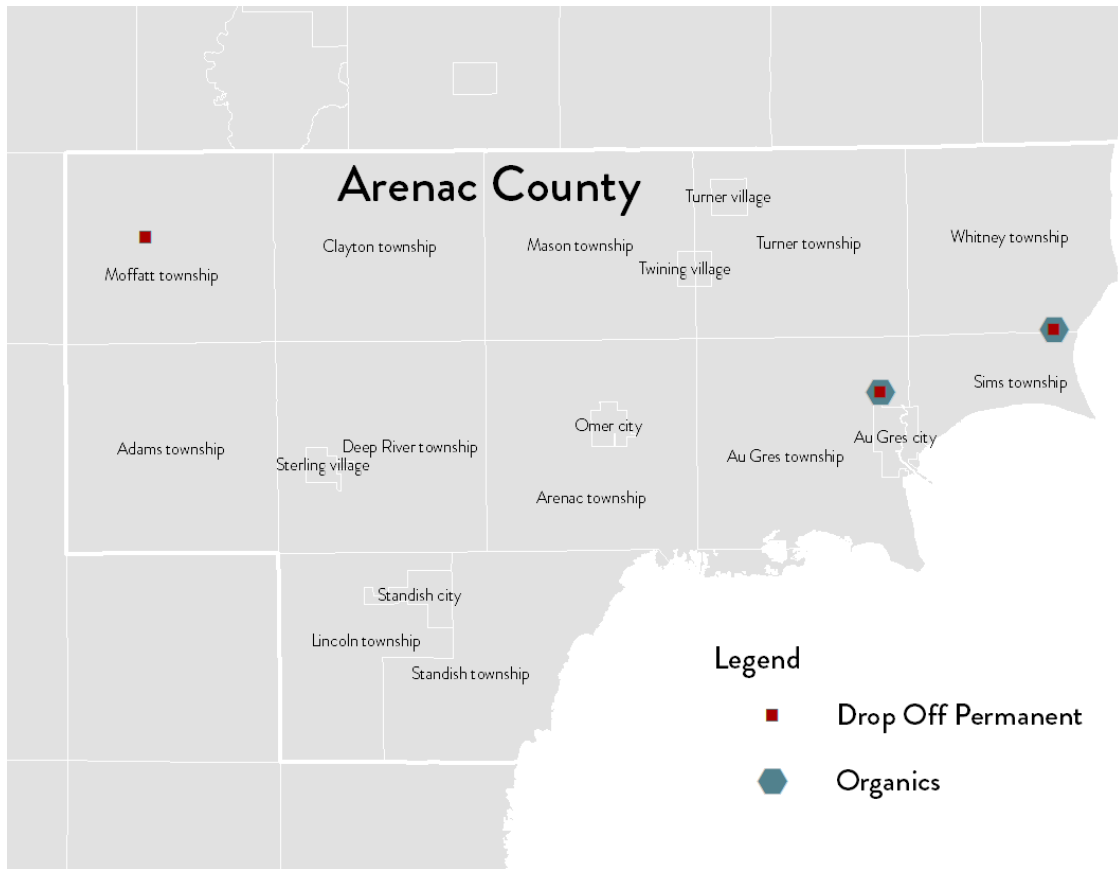 Arenac County
Turner village
Whitney township
Clayton township
Mason township
Turner township
Twining village
Moffatt township
Sims township
Omer city
Au Gres city
Adams township
Deep River township
Au Gres township
Sterling village
Arenac township
Standish city
Lincoln township
Standish township
Legend
Drop Off Permanent
Organics